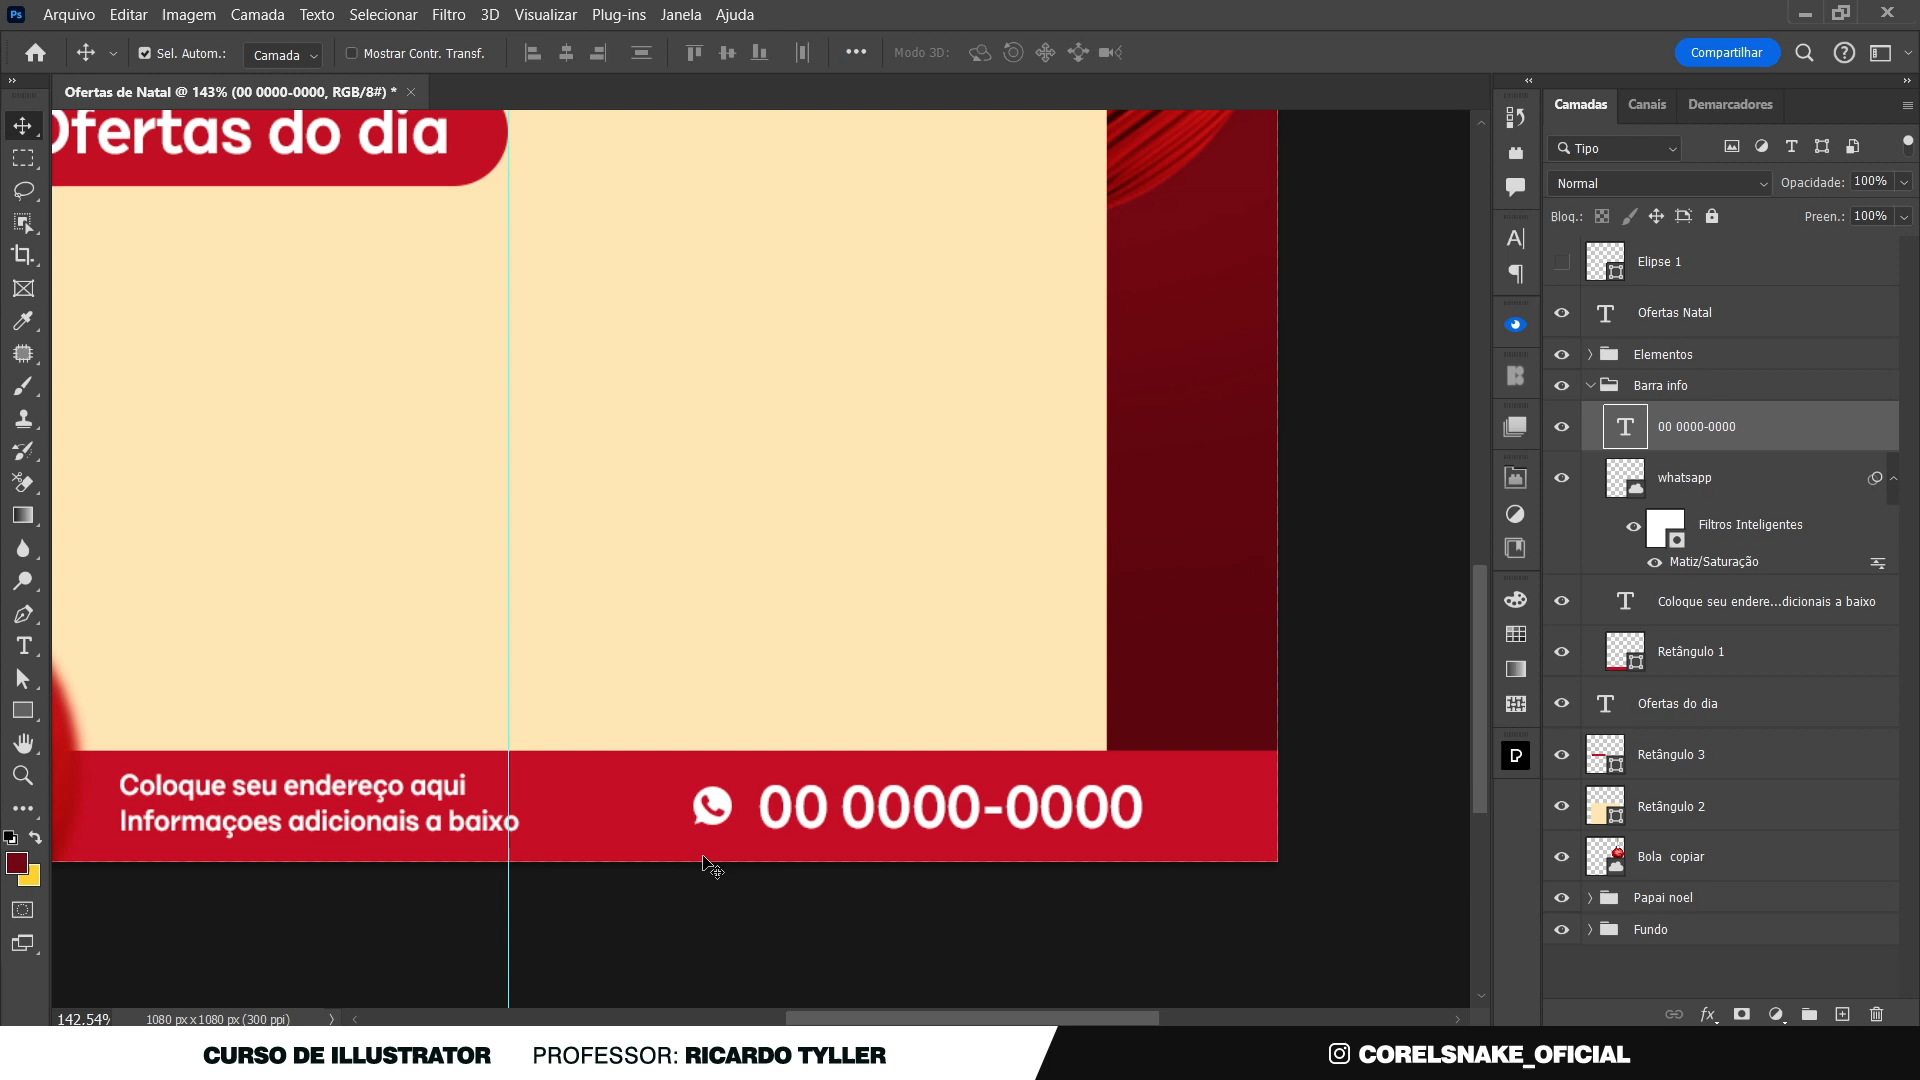 Ps Arquivo Editar Imagem Camada Texto Selecionar Filtro 3D Visualizar Plug-ins Janela Ajuda
Sel. Autom.: Camada Mostrar Contr. Transf. Modo 3D: Compartilhar
Ofertas de Natal @ 143% (00 0000-0000, RGB/8#) *
Ofertas do dia
Coloque seu endereço aqui
Informaçoes adicionais a baixo
00 0000-0000
Camadas Canais Demarcadores
Tipo
Normal Opacidade: 100%
Bloq.: Preen.: 100%
Elipse 1
Ofertas Natal
Elementos
Barra info
00 0000-0000
whatsapp
Filtros Inteligentes
Matiz/Saturação
Coloque seu endere...dicionais a baixo
Retângulo 1
Ofertas do dia
Retângulo 3
Retângulo 2
Bola copiar
Papai noel
Fundo
142,54% 1080 px x 1080 px (300 ppi)
CURSO DE ILLUSTRATOR PROFESSOR: RICARDO TYLLER CORELSNAKE_OFICIAL